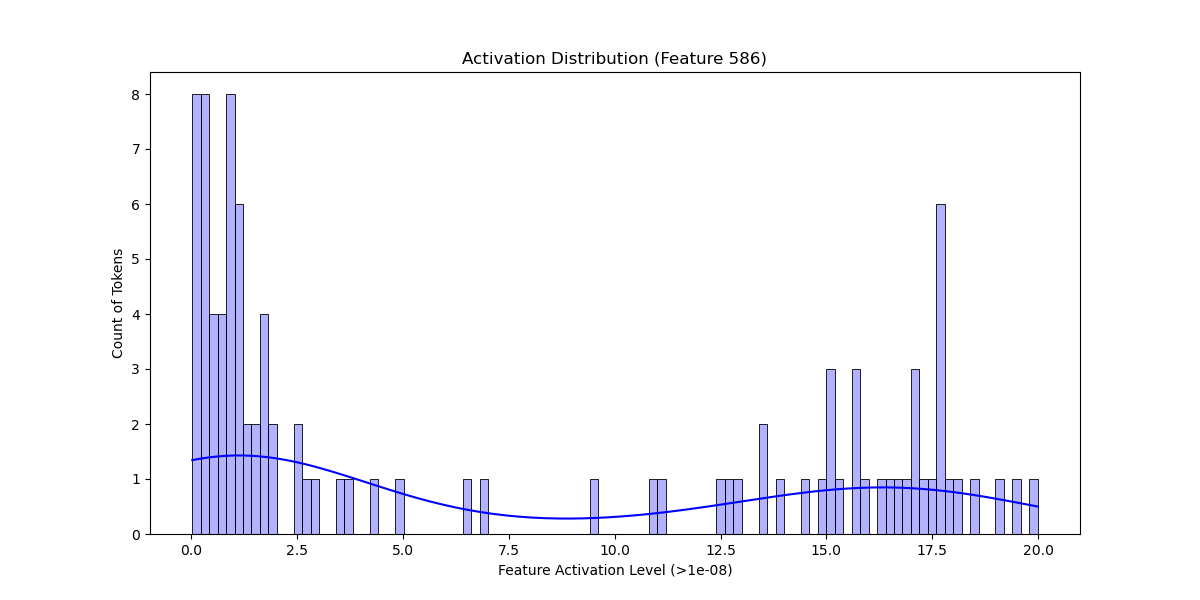 Activation Distribution (Feature 586)
Count of Tokens
8
7
6
5
4
3
2
1
0
0.0 2.5 5.0 7.5 10.0 12.5 15.0 17.5 20.0
Feature Activation Level (>1e-08)